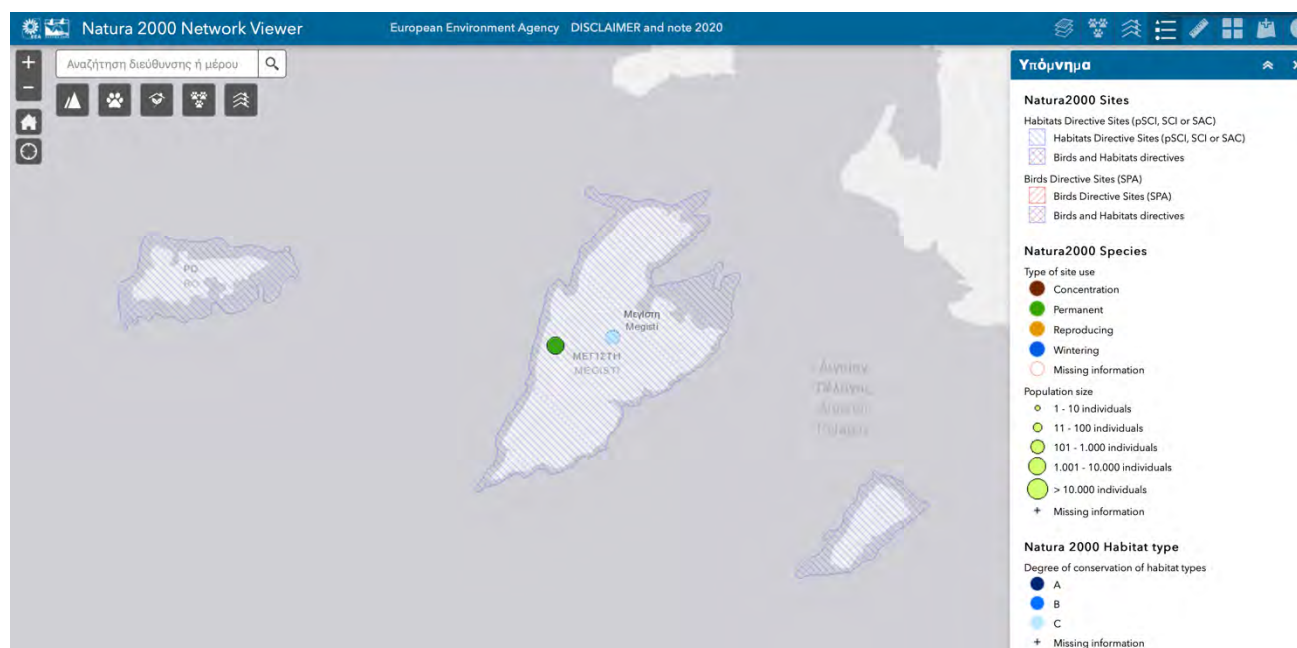 Natura 2000 Network Viewer
European Environment Agency DISCLAIMER and note 2020
Αναζήτηση διεύθυνσης ή μέρου
ΡΩ
RO
Μεγίστη
Megisti
ΜΕΓΙΣΤΗ
MEGISTI
Υπόμνημα
Natura2000 Sites
Habitats Directive Sites (pSCI, SCI or SAC)
Habitats Directive Sites (pSCI, SCI or SAC)
Birds and Habitats directives
Birds Directive Sites (SPA)
Birds Directive Sites (SPA)
Birds and Habitats directives
Natura2000 Species
Type of site use
Concentration
Permanent
Reproducing
Wintering
Missing information
Population size
1 - 10 individuals
11 - 100 individuals
101 - 1.000 individuals
1.001 - 10.000 individuals
> 10.000 individuals
+ Missing information
Natura 2000 Habitat type
Degree of conservation of habitat types
A
B
C
+ Missing information